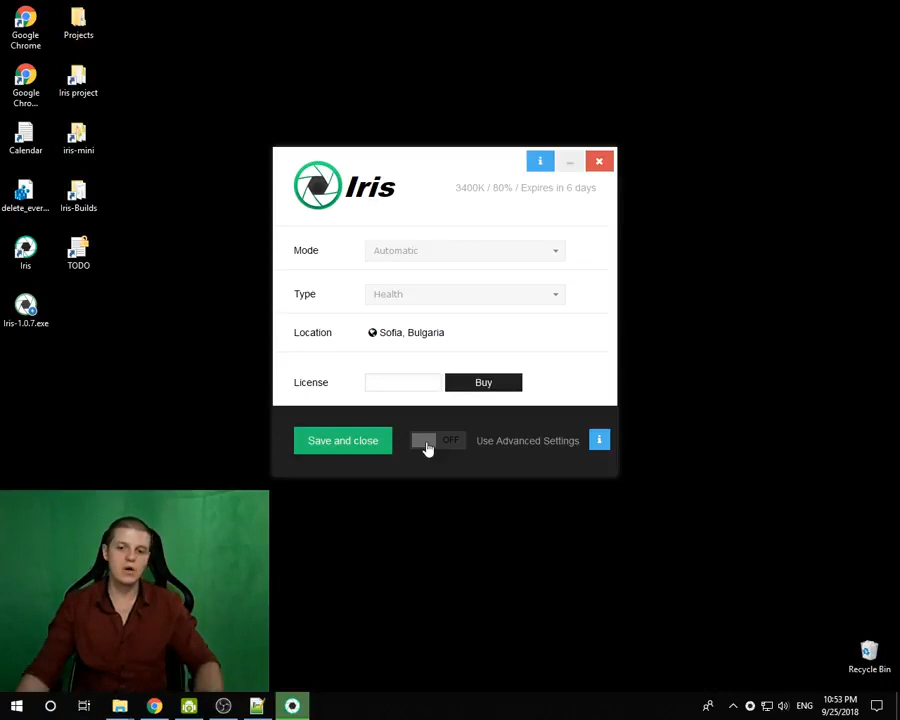 Google
Chrome
Projects
Google
Chro...
Iris project
Calendar
iris-mini
delete_ever...
Iris-Builds
Iris
TODO
Iris-1.0.7.exe
Iris
3400K / 80% / Expires in 6 days
Mode
Automatic
Type
Health
Location
Sofia, Bulgaria
License
Buy
Save and close
OFF
Use Advanced Settings
Recycle Bin
ENG
10:53 PM
9/25/2018